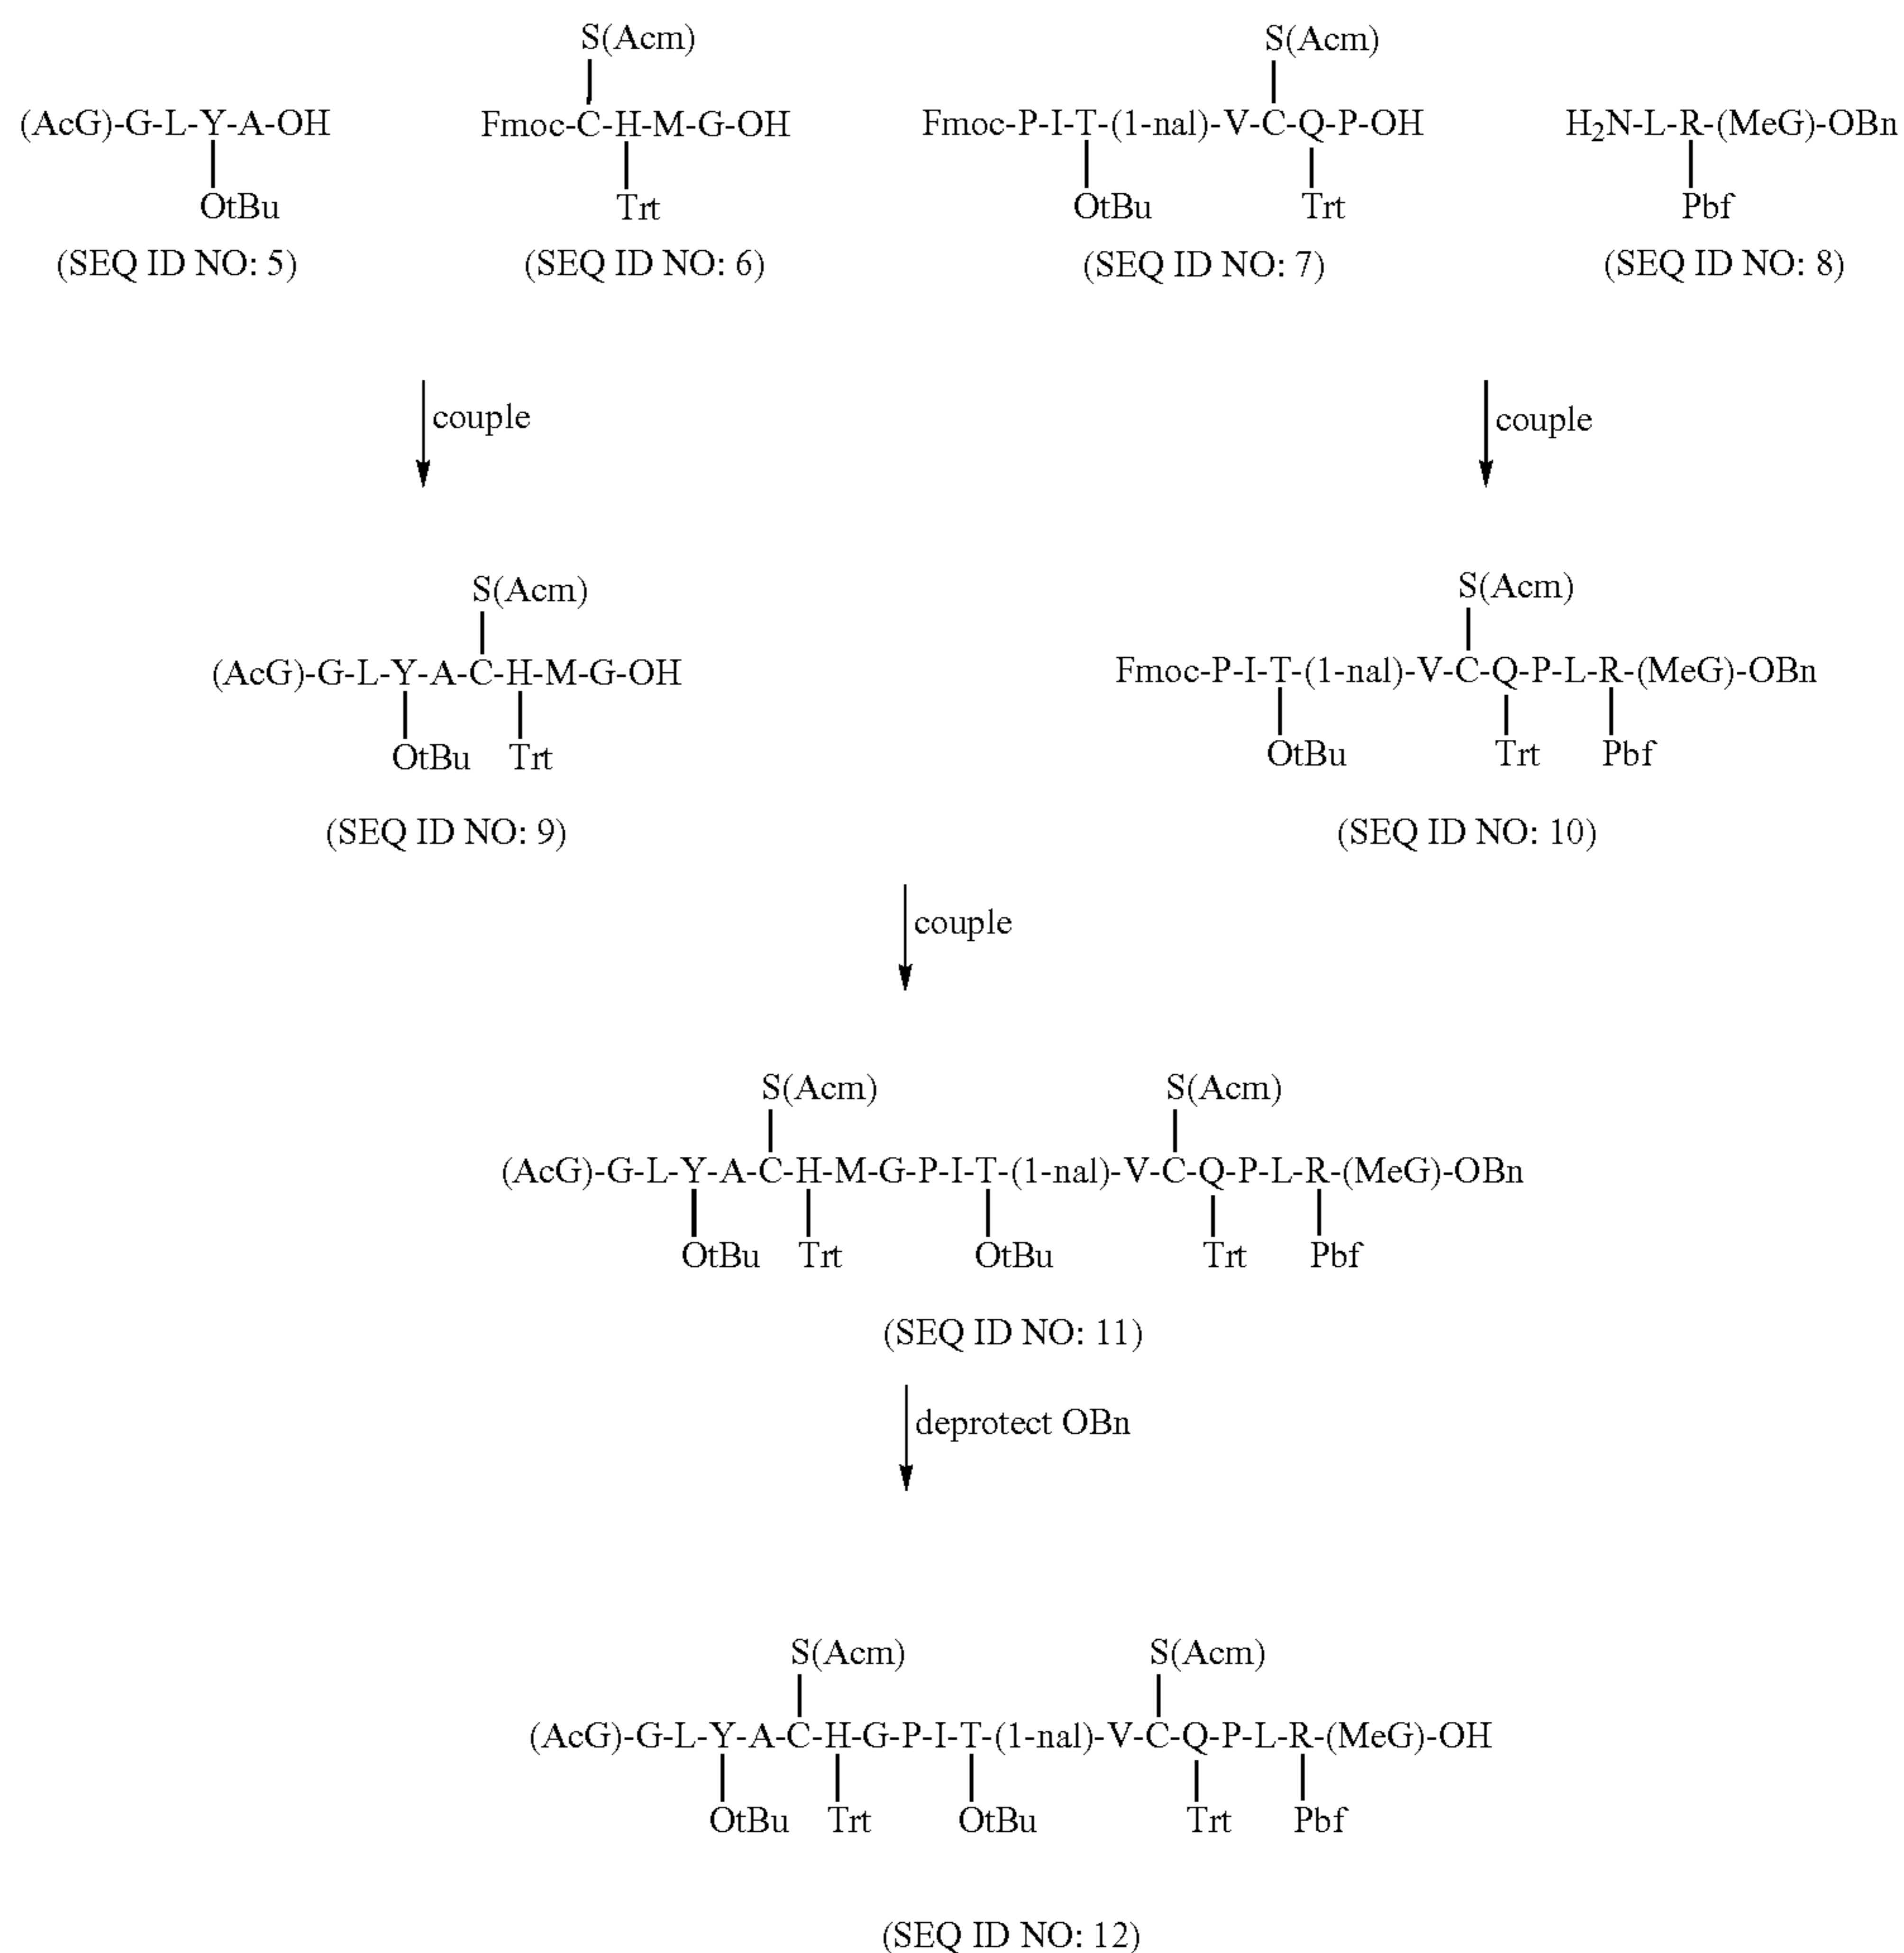 S(Acm) S(Acm)
(AcG)-G-L-Y-A-OH Fmoc-C-H-M-G-OH Fmoc-P-I-T-(1-nal)-V-C-Q-P-OH H₂N-L-R-(MeG)-OBn
OtBu Trt OtBu Trt Pbf
(SEQ ID NO: 5) (SEQ ID NO: 6) (SEQ ID NO: 7) (SEQ ID NO: 8)
couple couple
S(Acm) S(Acm)
(AcG)-G-L-Y-A-C-H-M-G-OH Fmoc-P-I-T-(1-nal)-V-C-Q-P-L-R-(MeG)-OBn
OtBu Trt OtBu Trt Pbf
(SEQ ID NO: 9) (SEQ ID NO: 10)
couple
S(Acm) S(Acm)
(AcG)-G-L-Y-A-C-H-M-G-P-I-T-(1-nal)-V-C-Q-P-L-R-(MeG)-OBn
OtBu Trt OtBu Trt Pbf
(SEQ ID NO: 11)
deprotect OBn
S(Acm) S(Acm)
(AcG)-G-L-Y-A-C-H-G-P-I-T-(1-nal)-V-C-Q-P-L-R-(MeG)-OH
OtBu Trt OtBu Trt Pbf
(SEQ ID NO: 12)